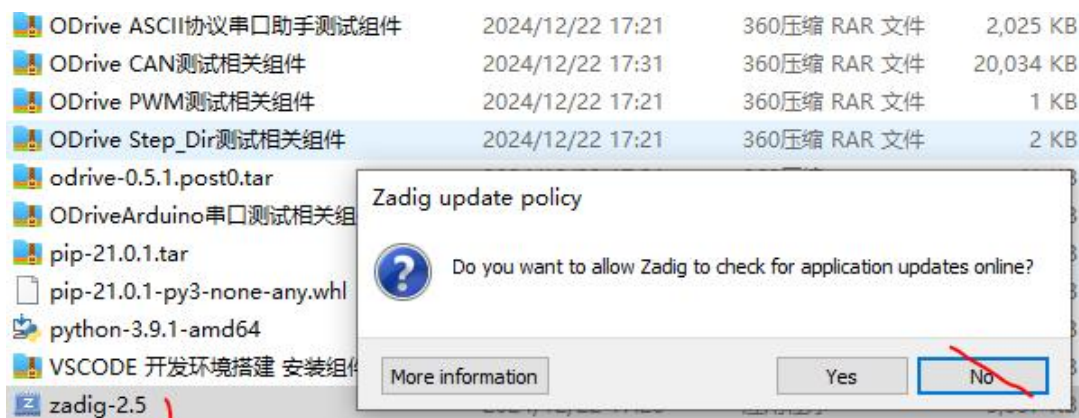 ODrive ASCII协议串口助手测试组件 2024/12/22 17:21 360压缩 RAR 文件 2,025 KB
ODrive CAN测试相关组件 2024/12/22 17:31 360压缩 RAR 文件 20,034 KB
ODrive PWM测试相关组件 2024/12/22 17:21 360压缩 RAR 文件 1 KB
ODrive Step_Dir测试相关组件 2024/12/22 17:21 360压缩 RAR 文件 2 KB
odrive-0.5.1.post0.tar
Zadig update policy
ODriveArduino串口测试相关组
pip-21.0.1.tar
Do you want to allow Zadig to check for application updates online?
pip-21.0.1-py3-none-any.whl
python-3.9.1-amd64
VSCODE 开发环境搭建 安装组件
More information Yes No
zadig-2.5